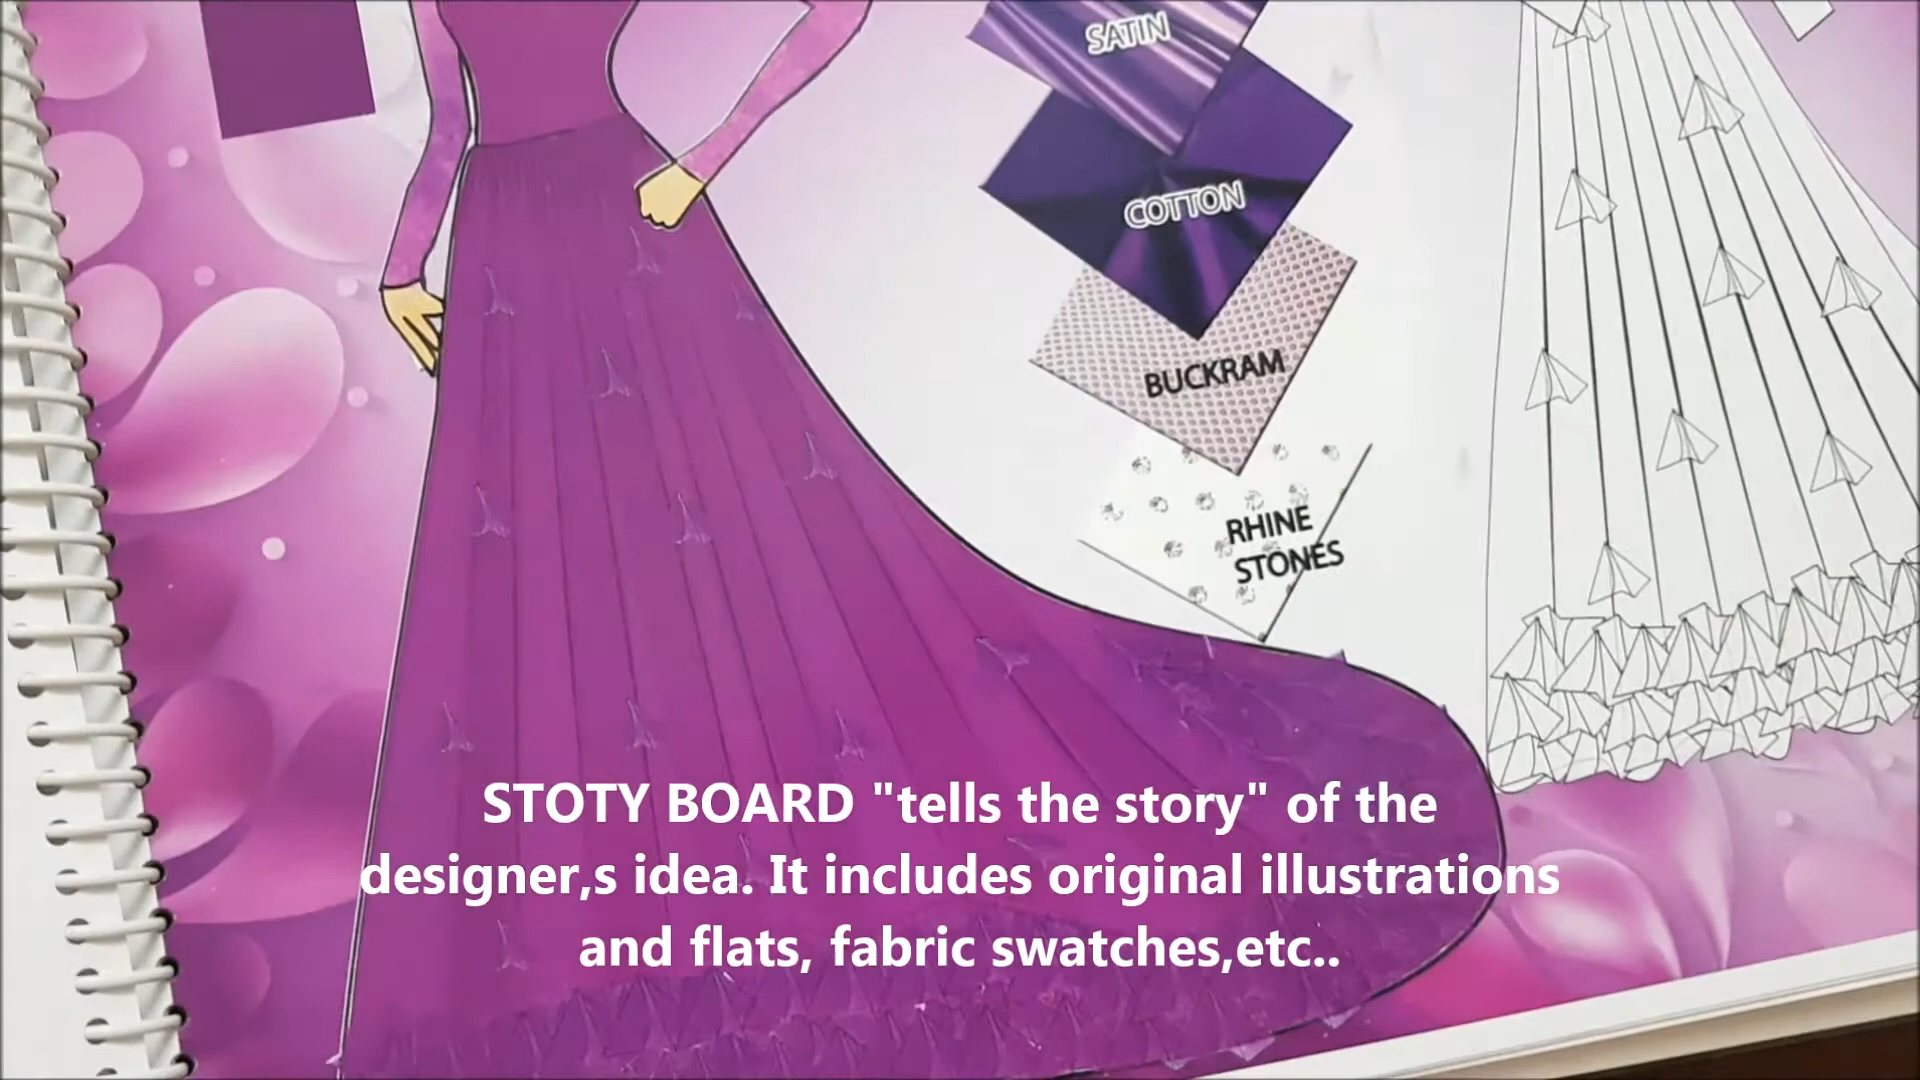 SATIN
COTTON
BUCKRAM
RHINE
STONES
STOTY BOARD "tells the story" of the
designer,s idea. It includes original illustrations
and flats, fabric swatches,etc..